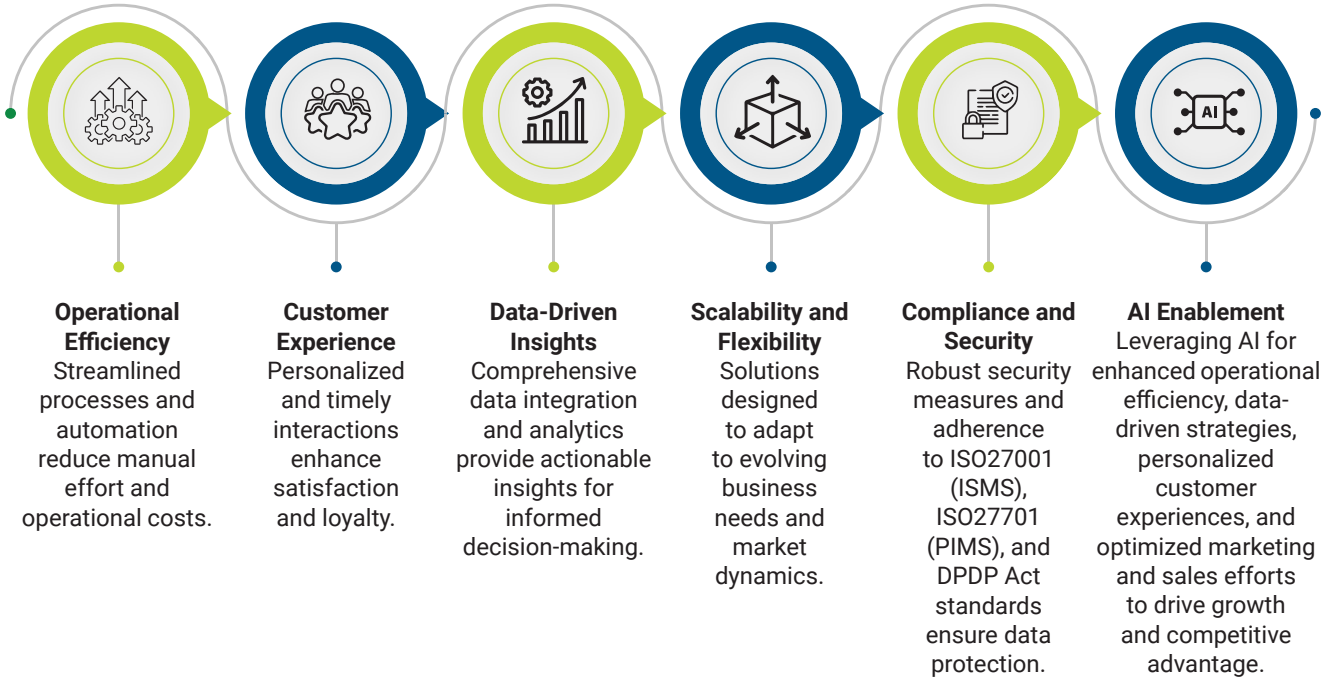 AI
Operational
Efficiency
Streamlined
processes and
automation
reduce manual
effort and
operational costs.
Customer
Experience
Personalized
and timely
interactions
enhance
satisfaction
and loyalty.
Data-Driven
Insights
Comprehensive
data integration
and analytics
provide actionable
insights for
informed
decision-making.
Scalability and
Flexibility
Solutions
designed
to adapt
to evolving
business
needs and
market
dynamics.
Compliance and
Security
Robust security
measures and
adherence
to ISO27001
(ISMS),
ISO27701
(PIMS), and
DPDP Act
standards
ensure data
protection.
AI Enablement
Leveraging AI for
enhanced operational
efficiency, data-
driven strategies,
personalized
customer
experiences, and
optimized marketing
and sales efforts
to drive growth
and competitive
advantage.